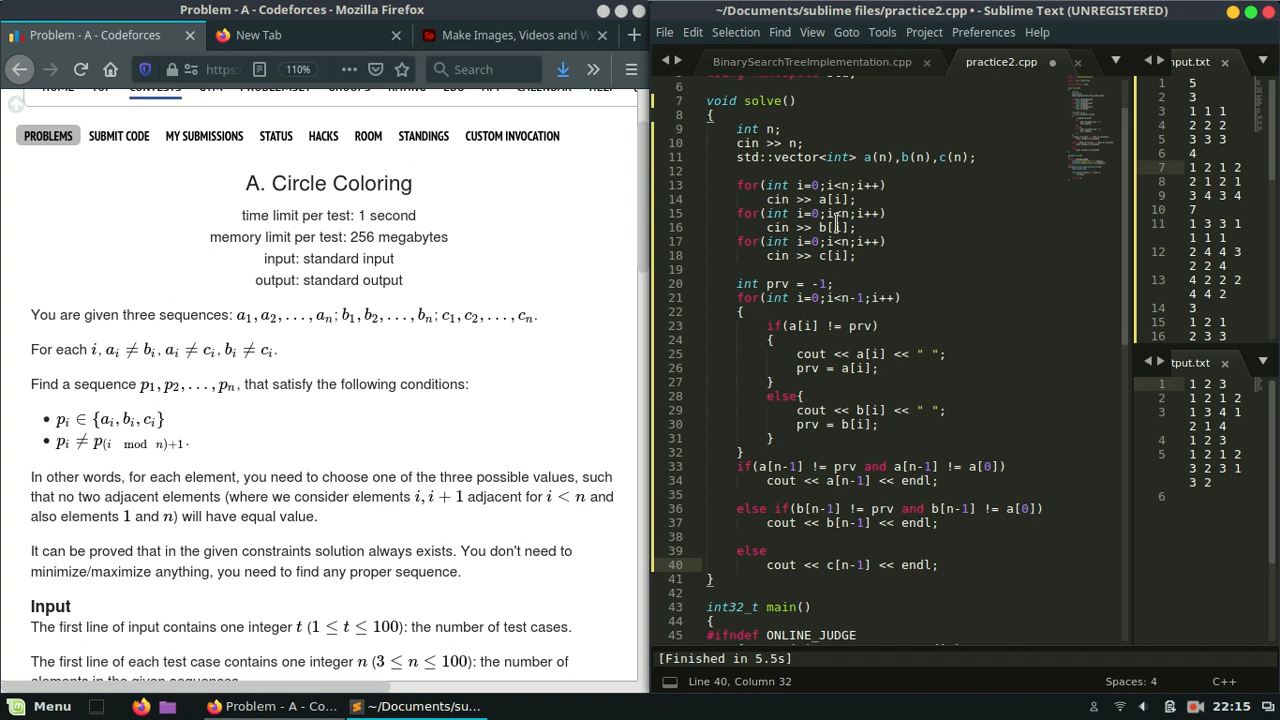 Problem - A - Codeforces - Mozilla Firefox
Problem - A - Codeforces
New Tab
Make Images, Videos and W
https:
110%
Search
PROBLEMS SUBMIT CODE MY SUBMISSIONS STATUS HACKS ROOM STANDINGS CUSTOM INVOCATION
A. Circle Coloring
time limit per test: 1 second
memory limit per test: 256 megabytes
input: standard input
output: standard output
You are given three sequences: a₁, a₂, …, aₙ; b₁, b₂, …, bₙ; c₁, c₂, …, cₙ.
For each i, aᵢ ≠ bᵢ, aᵢ ≠ cᵢ, bᵢ ≠ cᵢ.
Find a sequence p₁, p₂, …, pₙ, that satisfy the following conditions:
• pᵢ ∈ {aᵢ, bᵢ, cᵢ}
• pᵢ ≠ p(i mod n)+1.
In other words, for each element, you need to choose one of the three possible values, such
that no two adjacent elements (where we consider elements i, i + 1 adjacent for i < n and
also elements 1 and n) will have equal value.
It can be proved that in the given constraints solution always exists. You don't need to
minimize/maximize anything, you need to find any proper sequence.
Input
The first line of input contains one integer t (1 ≤ t ≤ 100): the number of test cases.
The first line of each test case contains one integer n (3 ≤ n ≤ 100): the number of
~/Documents/sublime files/practice2.cpp • - Sublime Text (UNREGISTERED)
File Edit Selection Find View Goto Tools Project Preferences Help
BinarySearchTreeImplementation.cpp
practice2.cpp
6
7 void solve()
8 {
9 int n;
10 cin >> n;
11 std::vector<int> a(n),b(n),c(n);
12
13 for(int i=0;i<n;i++)
14 cin >> a[i];
15 for(int i=0;i<n;i++)
16 cin >> b[i];
17 for(int i=0;i<n;i++)
18 cin >> c[i];
19
20 int prv = -1;
21 for(int i=0;i<n-1;i++)
22 {
23 if(a[i] != prv)
24 {
25 cout << a[i] << " ";
26 prv = a[i];
27 }
28 else{
29 cout << b[i] << " ";
30 prv = b[i];
31 }
32 }
33 if(a[n-1] != prv and a[n-1] != a[0])
34 cout << a[n-1] << endl;
35
36 else if(b[n-1] != prv and b[n-1] != a[0])
37 cout << b[n-1] << endl;
38
39 else
40 cout << c[n-1] << endl;
41 }
42
43 int32_t main()
44 {
45 #ifndef ONLINE_JUDGE
nput.txt
1 5
2 3
3 1 1 1
4 2 2 2
5 3 3 3
6 4
7 1 2 1 2
8 2 1 2 1
9 3 4 3 4
10 7
11 1 3 3 1
1 1 1
12 2 4 4 3
2 2 4
13 4 2 2 2
4 4 2
14 3
15 1 2 1
16 2 3 3
tput.txt
1 1 2 3
2 1 2 1 2
3 1 3 4 1
2 1 4
4 1 2 3
5 1 2 1 2
3 2 3 1
3 2
6
[Finished in 5.5s]
Line 40, Column 32
Spaces: 4
C++
Menu
Problem - A - Co...
~/Documents/su...
22:15